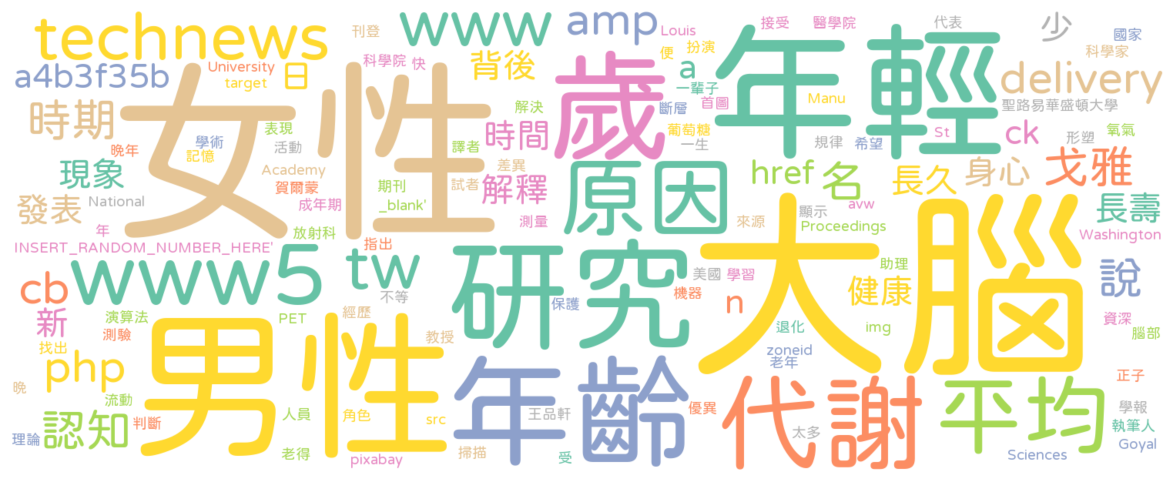 technews
www
amp
Louis
接受
醫學院
代表
少
國家
刊登
科學院
快
背後
便
扮演
科學家
a4b3f35b
University
target
日
a
一輩子
年輕
delivery
女性
歲
首圖
Manu
聖路易華盛頓大學
時期
表現
解決
斷層
晚年
學術
記憶
活動
譯者
時間
葡萄糖
一生
規律
希望
St
ck
形塑
氧氣
現象
Academy
賀爾蒙
差異
試者
解釋
原因
href
名
長久
身心
戈雅
發表
National
成年期
期刊
_blank'
測量
來源
顯示
avw
Proceedings
長壽
年
放射科
指出
Washington
INSERT_RANDOM_NUMBER_HERE'
www5
tw
研究
大腦
美國
學習
助理
說
cb
不等
保護
機器
n
健康
新
演算法
測驗
PET
經歷
教授
退化
img
資深
腦部
找出
php
男性
zoneid
老年
晚
流動
年齡
代謝
平均
正子
理論
認知
判斷
人員
角色
src
王品軒
優異
學報
執筆人
老得
pixabay
掃描
受
太多
Sciences
Goyal